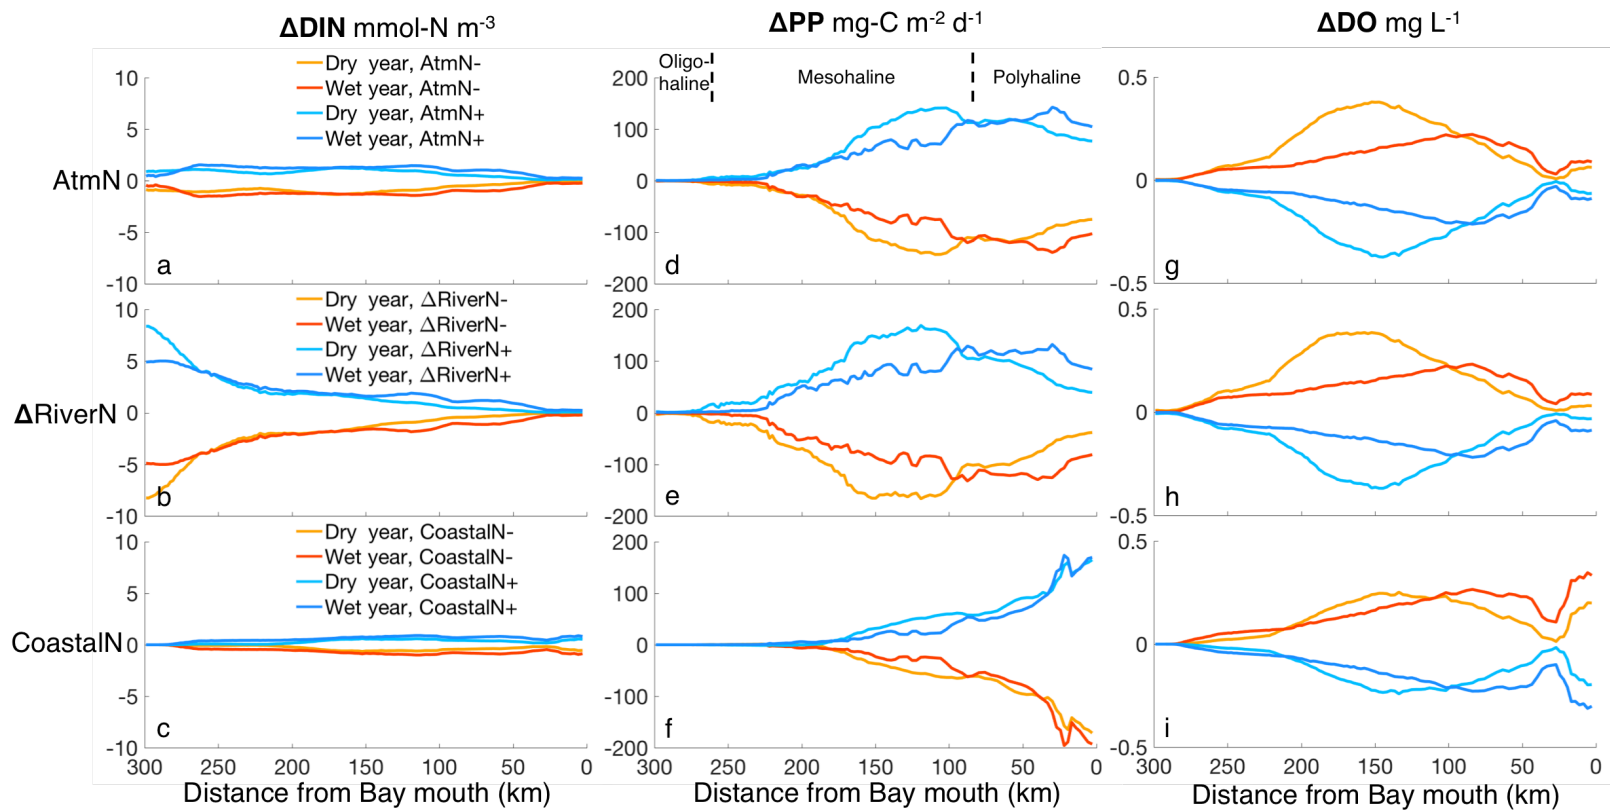 ΔDIN mmol-N m-3
ΔPP mg-C m-2 d-1
ΔDO mg L-1
AtmN
10
5
0
-5
-10
Dry year, AtmN-
Wet year, AtmN-
Dry year, AtmN+
Wet year, AtmN+
a
200
100
0
-100
-200
Oligo-
haline
Mesohaline
Polyhaline
d
0.5
0
-0.5
g
ΔRiverN
10
5
0
-5
-10
Dry year, ΔRiverN-
Wet year, ΔRiverN-
Dry year, ΔRiverN+
Wet year, ΔRiverN+
b
200
100
0
-100
-200
e
0.5
0
-0.5
h
CoastalN
10
5
0
-5
-10
Dry year, CoastalN-
Wet year, CoastalN-
Dry year, CoastalN+
Wet year, CoastalN+
c
200
100
0
-100
-200
f
0.5
0
-0.5
i
300 250 200 150 100 50 0
300 250 200 150 100 50 0
300 250 200 150 100 50 0
Distance from Bay mouth (km)
Distance from Bay mouth (km)
Distance from Bay mouth (km)